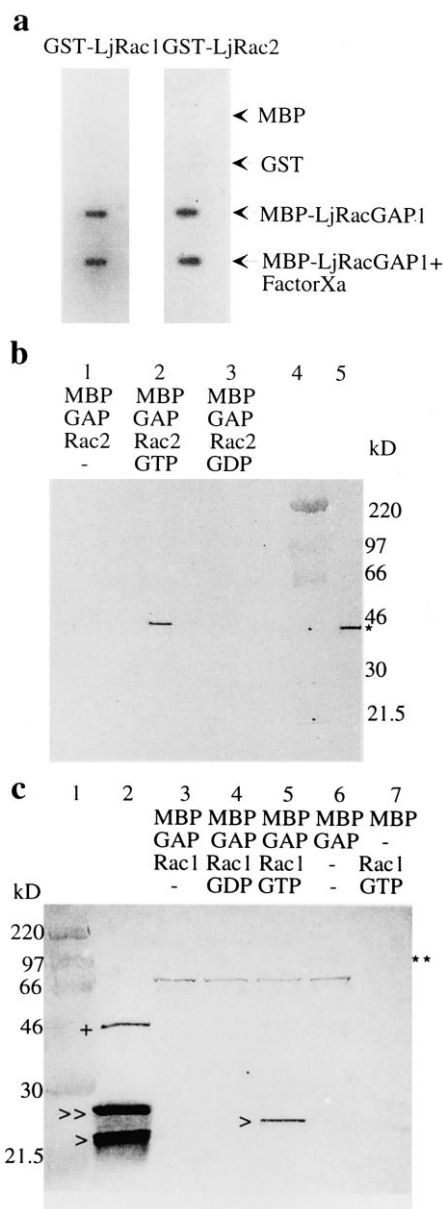 a
GST-LjRac1 GST-LjRac2
MBP
GST
MBP-LjRacGAP1
MBP-LjRacGAP1+
FactorXa
b
1 2 3 4 5
MBP MBP MBP
GAP GAP GAP
Rac2 Rac2 Rac2
- GTP GDP
kD
220
97
66
46
*
30
21.5
c
1 2 3 4 5 6 7
MBP MBP MBP MBP MBP
GAP GAP GAP GAP -
Rac1 Rac1 Rac1 - Rac1
- GDP GTP - GTP
kD
220
97 **
66
46 +
30
>>
> >
21.5